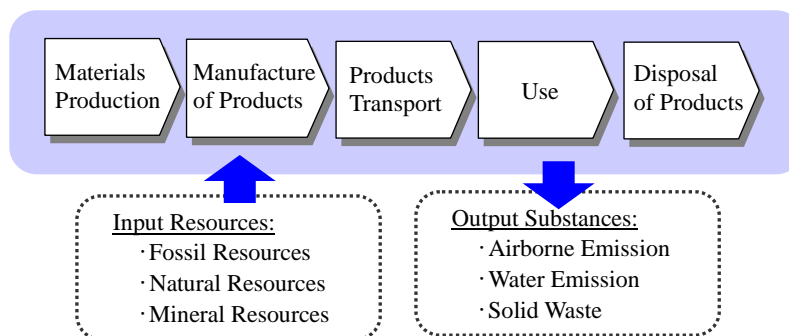 Materials
Production
Manufacture
of Products
Products
Transport
Use
Disposal
of Products
Input Resources:
·Fossil Resources
·Natural Resources
·Mineral Resources
Output Substances:
·Airborne Emission
·Water Emission
·Solid Waste